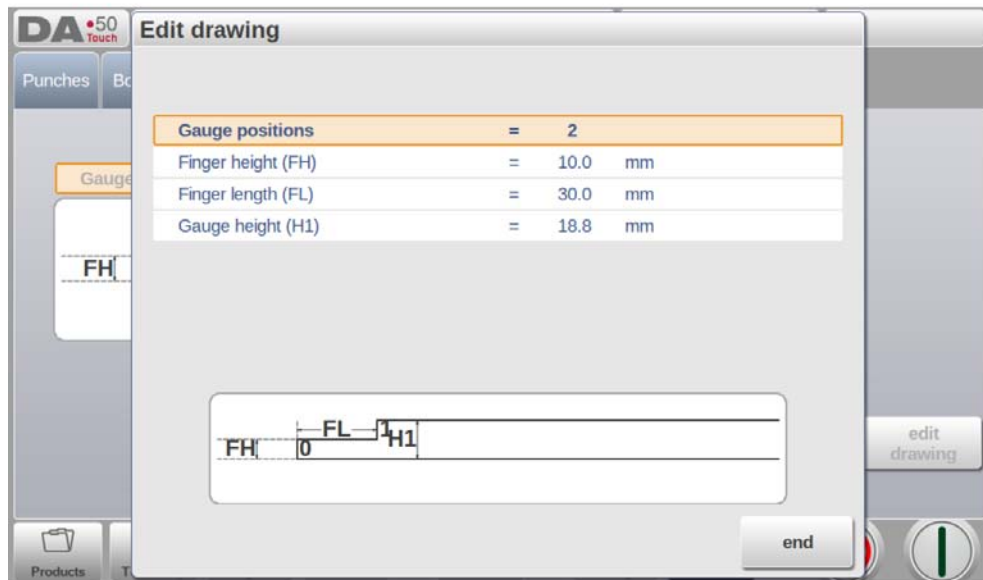 DA•50
Touch
Edit drawing
Punches Bo
Gauge positions = 2
Finger height (FH) = 10.0 mm
Finger length (FL) = 30.0 mm
Gauge height (H1) = 18.8 mm
Gauge
FH
FL 1 H1
FH 0
edit
drawing
end
Products T